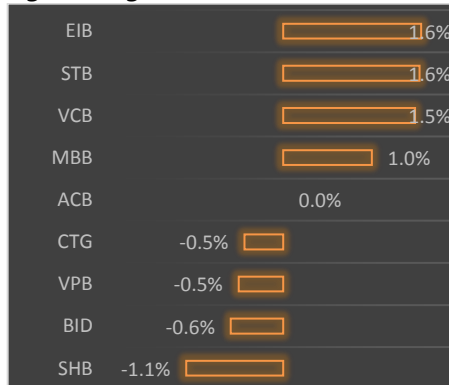 EIB 1.6%
STB 1.6%
VCB 1.5%
MBB 1.0%
ACB 0.0%
CTG -0.5%
VPB -0.5%
BID -0.6%
SHB -1.1%